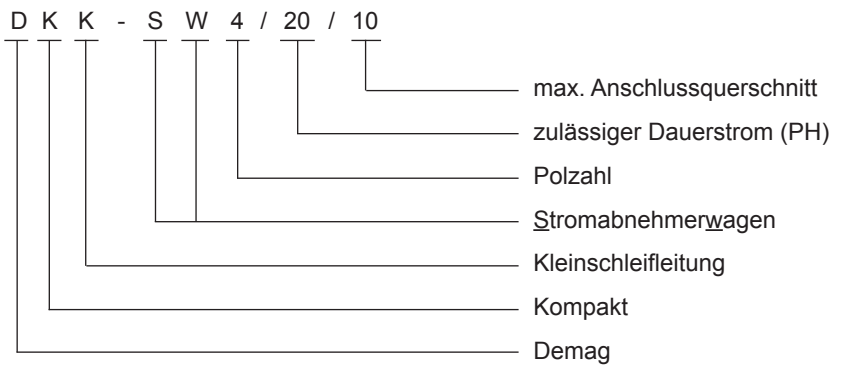 D K K - S W 4 / 20 / 10
max. Anschlussquerschnitt
zulässiger Dauerstrom (PH)
Polzahl
Stromabnehmerwagen
Kleinschleifleitung
Kompakt
Demag